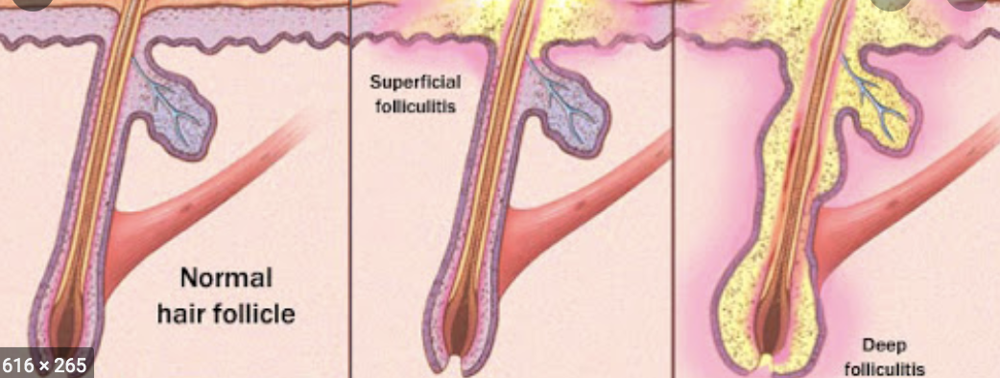 Superficial
folliculitis
Normal
hair follicle
Deep
folliculitis
616 × 265